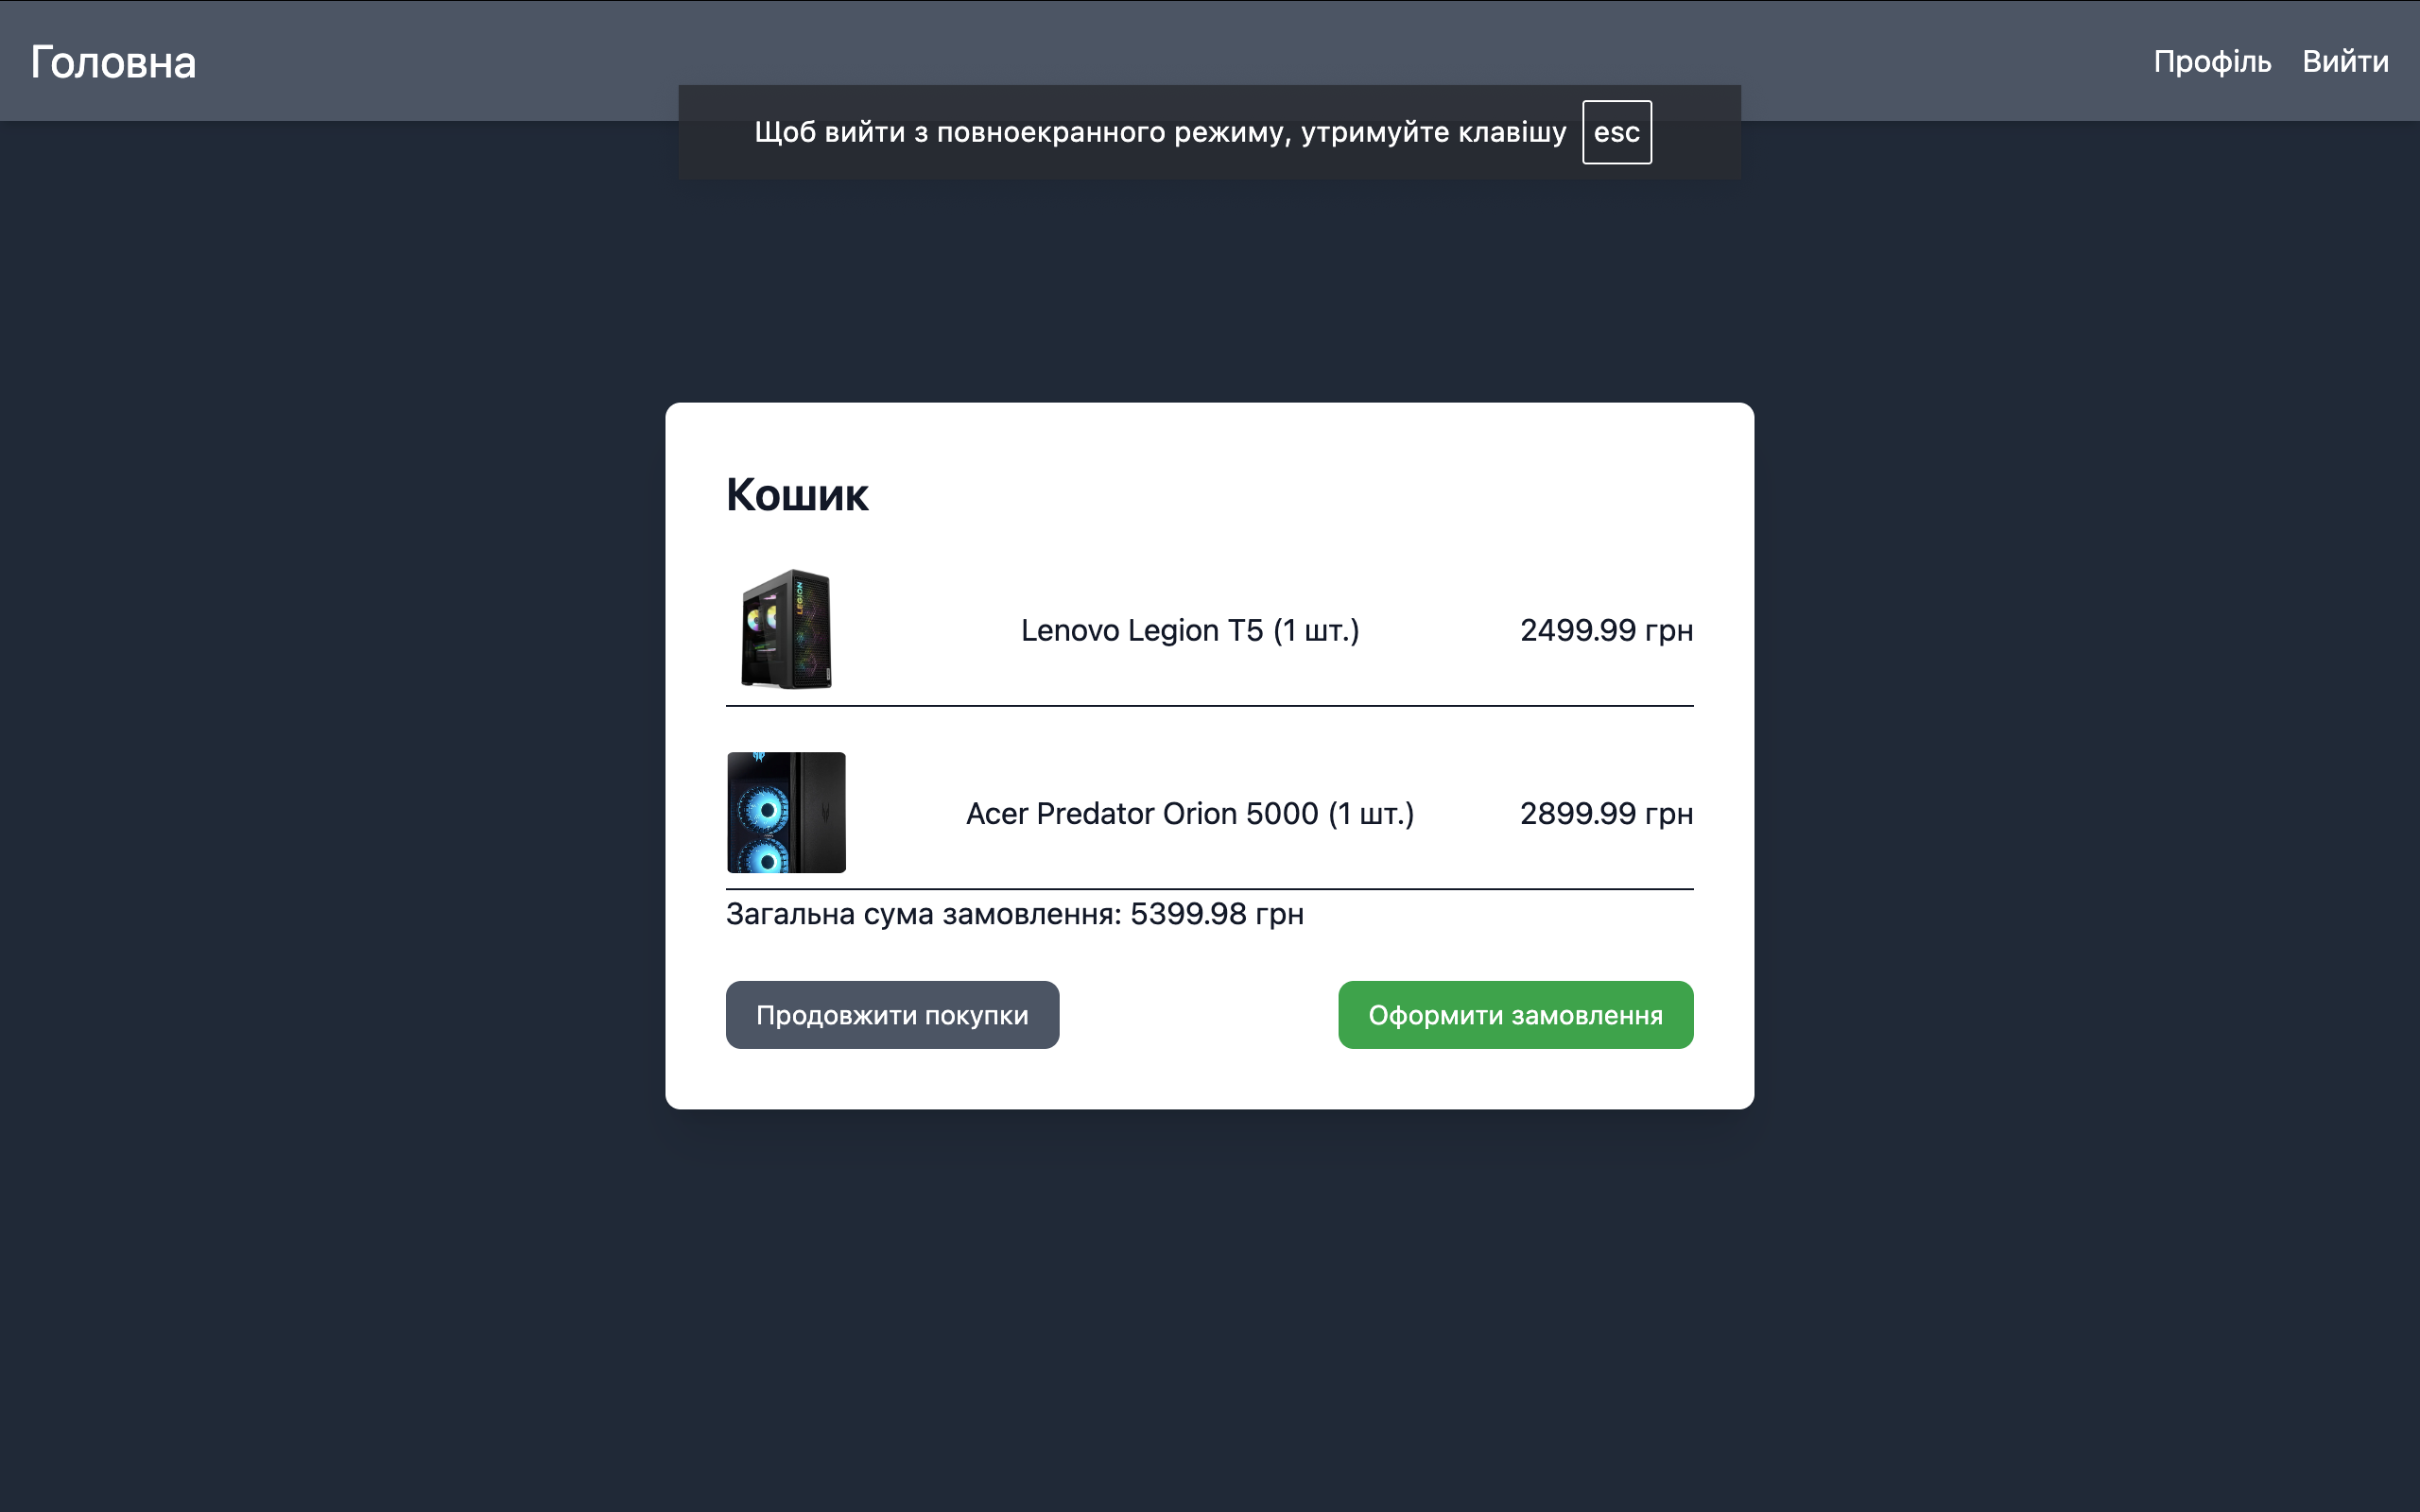 Головна
Профіль Вийти
Щоб вийти з повноекранного режиму, утримуйте клавішу esc
Кошик
LEGION
Lenovo Legion T5 (1 шт.) 2499.99 грн
Acer Predator Orion 5000 (1 шт.) 2899.99 грн
Загальна сума замовлення: 5399.98 грн
Продовжити покупки Оформити замовлення